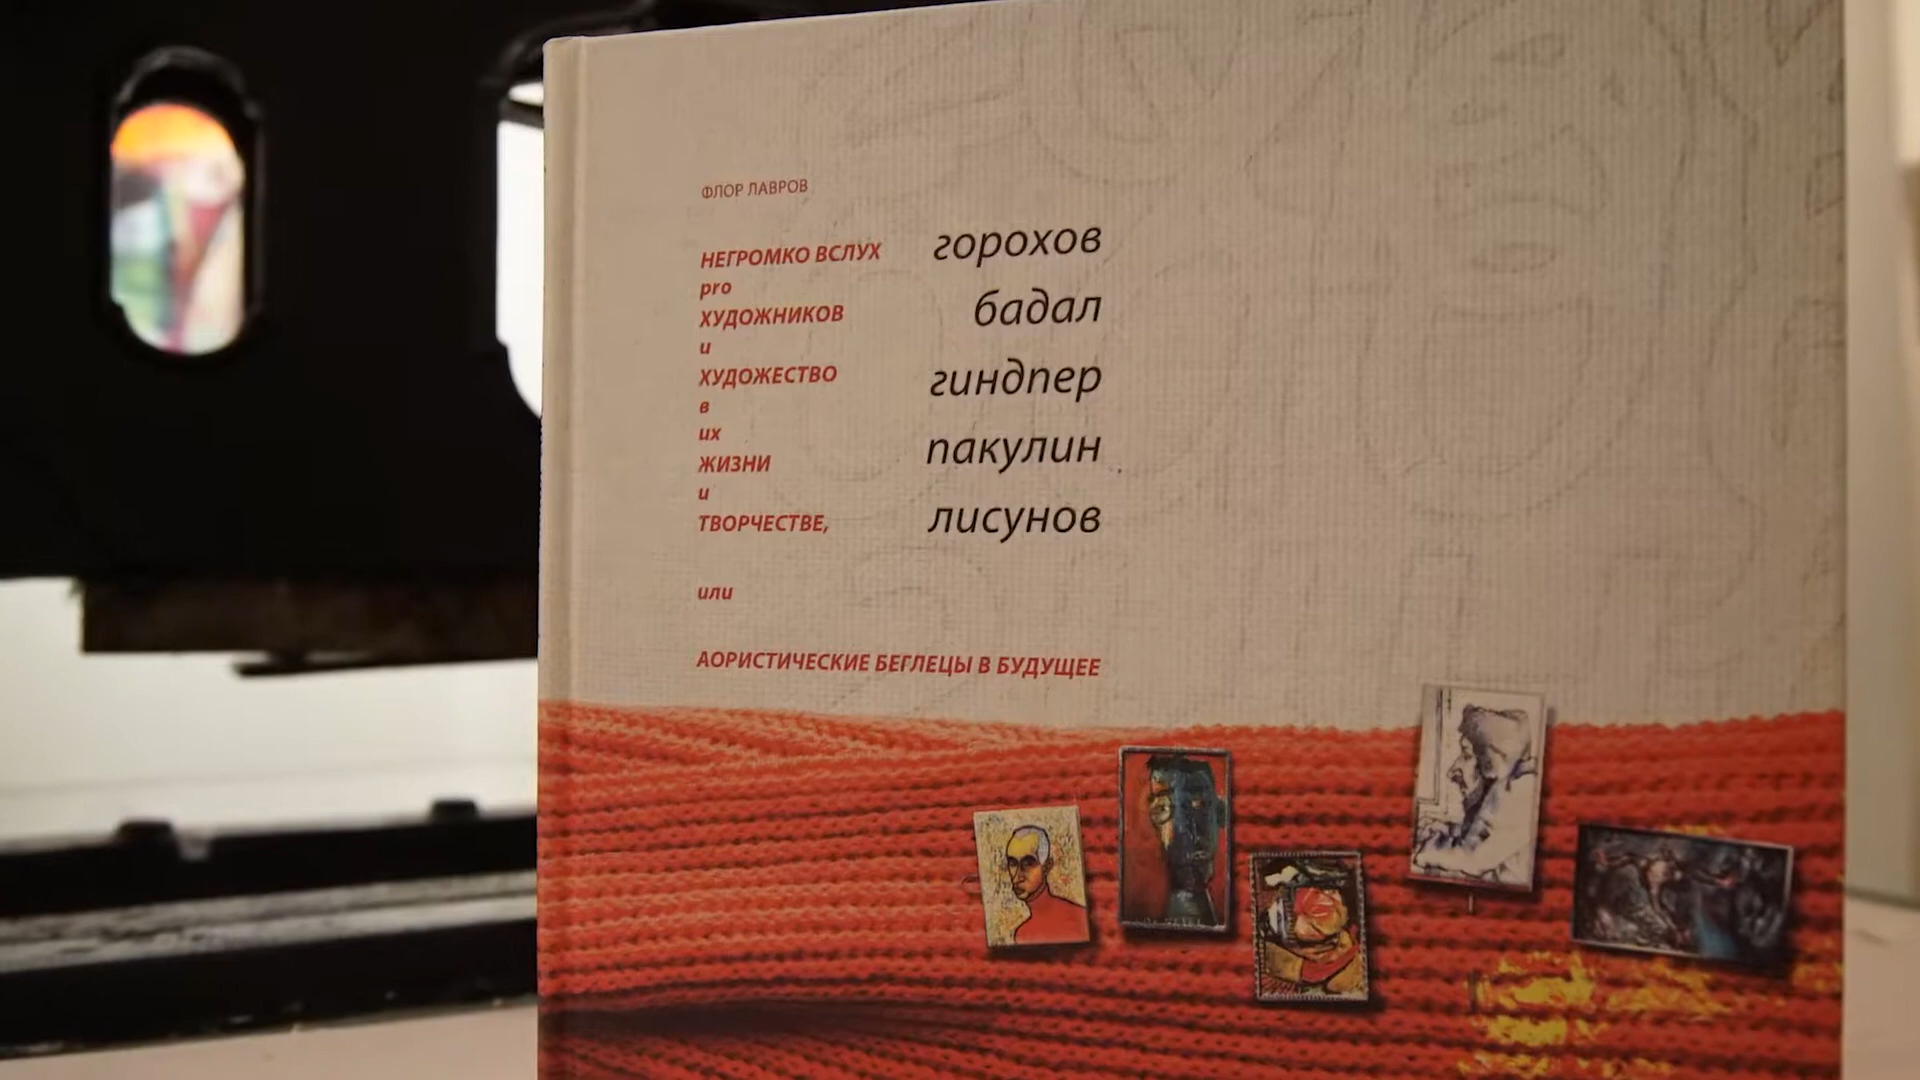 ФЛОР ЛАВРОВ
НЕГРОМКО ВСЛУХ
pro
ХУДОЖНИКОВ
и
ХУДОЖЕСТВО
в
их
ЖИЗНИ
и
ТВОРЧЕСТВЕ,
горохов
бадал
гиндпер
пакулин
лисунов
или
АОРИСТИЧЕСКИЕ БЕГЛЕЦЫ В БУДУЩЕЕ